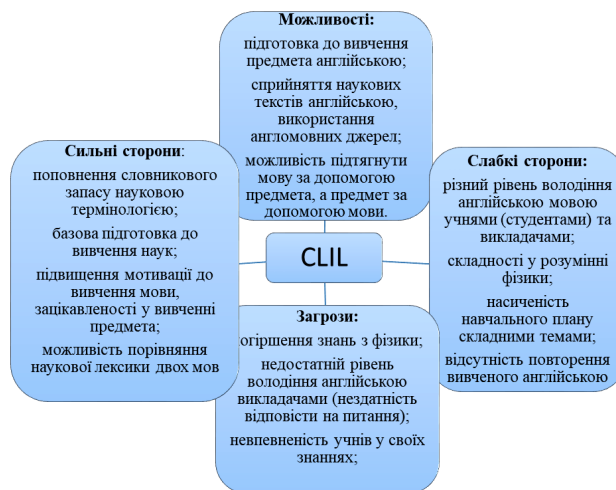 Можливості:
підготовка до вивчення
предмета англійською;
сприйняття наукових
текстів англійською,
використання
англомовних джерел;
можливість підтягнути
мову за допомогою
предмета, а предмет за
допомогою мови.
Сильні сторони:
поповнення словникового
запасу науковою
термінологією;
базова підготовка до
вивчення наук;
підвищення мотивації до
вивчення мови,
зацікавленості у вивченні
предмета;
можливість порівняння
наукової лексики двох мов
CLIL
Слабкі сторони:
різний рівень володіння
англійською мовою
учнями (студентами) та
викладачами;
складності у розумінні
фізики;
насиченість
навчального плану
складними темами;
відсутність повторення
вивченого англійською
Загрози:
огіршення знань з фізики;
недостатній рівень
володіння англійською
викладачами (нездатність
відповісти на питання);
невпевненість учнів у своїх
знаннях;